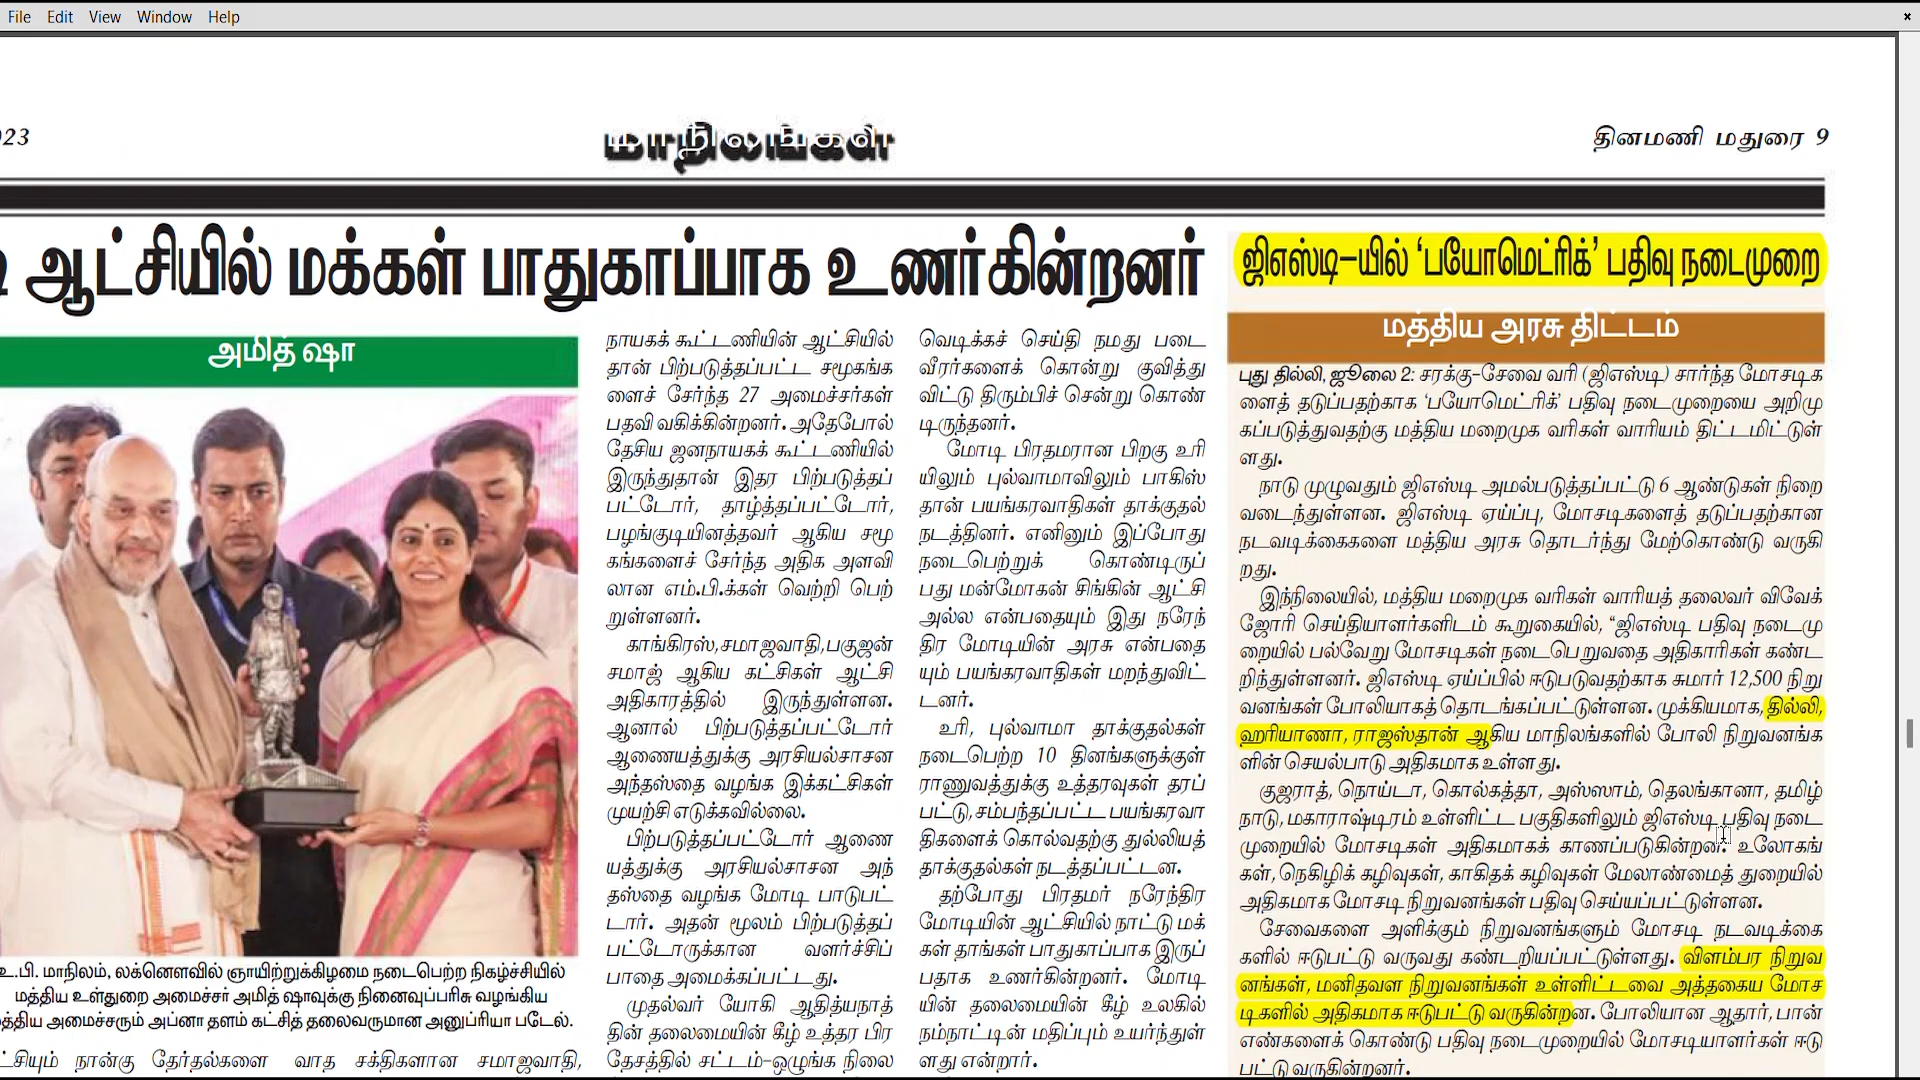 File Edit View Window Help
×
023
மாநிலங்கள்
தினமணி மதுரை 9
ஆட்சியில் மக்கள் பாதுகாப்பாக உணர்கின்றனர்
அமித் ஷா
உ.பி. மாநிலம், லக்னௌவில் ஞாயிற்றுக்கிழமை நடைபெற்ற நிகழ்ச்சியில்
மத்திய உள்துறை அமைச்சர் அமித் ஷாவுக்கு நினைவுப்பரிசு வழங்கிய
மத்திய அமைச்சரும் அப்னா தளம் கட்சித் தலைவருமான அனுப்ரியா படேல்.
நான்கு தேர்தல்களை வாத சக்திகளான சமாஜவாதி,
நாயகக் கூட்டணியின் ஆட்சியில்
தான் பிற்படுத்தப்பட்ட சமூகங்க
ளைச் சேர்ந்த 27 அமைச்சர்கள்
பதவி வகிக்கின்றனர். அதேபோல்
தேசிய ஜனநாயகக் கூட்டணியில்
இருந்துதான் இதர பிற்படுத்தப்
பட்டோர், தாழ்த்தப்பட்டோர்,
பழங்குடியினத்தவர் ஆகிய சமூ
கங்களைச் சேர்ந்த அதிக அளவி
லான எம்.பி.க்கள் வெற்றி பெற்
றுள்ளனர்.
காங்கிரஸ், சமாஜவாதி, பகுஜன்
சமாஜ் ஆகிய கட்சிகள் ஆட்சி
அதிகாரத்தில் இருந்துள்ளன.
ஆனால் பிற்படுத்தப்பட்டோர்
ஆணையத்துக்கு அரசியல்சாசன
அந்தஸ்தை வழங்க இக்கட்சிகள்
முயற்சி எடுக்கவில்லை.
பிற்படுத்தப்பட்டோர் ஆணை
யத்துக்கு அரசியல்சாசன அந்
தஸ்தை வழங்க மோடி பாடுபட்
டார். அதன் மூலம் பிற்படுத்தப்
பட்டோருக்கான வளர்ச்சிப்
பாதை அமைக்கப்பட்டது.
முதல்வர் யோகி ஆதித்யநாத்
தின் தலைமையின் கீழ் உத்தர பிர
தேசத்தில் சட்டம்-ஒழுங்க நிலை
வெடிக்கச் செய்தி நமது படை
வீரர்களைக் கொன்று குவித்து
விட்டு திரும்பிச் சென்று கொண்
டிருந்தனர்.
மோடி பிரதமரான பிறகு உரி
யிலும் புல்வாமாவிலும் பாகிஸ்
தான் பயங்கரவாதிகள் தாக்குதல்
நடத்தினர். எனினும் இப்போது
நடைபெற்றுக் கொண்டிருப்
பது மன்மோகன் சிங்கின் ஆட்சி
அல்ல என்பதையும் இது நரேந்
திர மோடியின் அரசு என்பதை
யும் பயங்கரவாதிகள் மறந்துவிட்
டனர்.
உரி, புல்வாமா தாக்குதல்கள்
நடைபெற்ற 10 தினங்களுக்குள்
ராணுவத்துக்கு உத்தரவுகள் தரப்
பட்டு, சம்பந்தப்பட்ட பயங்கரவா
திகளைக் கொல்வதற்கு துல்லியத்
தாக்குதல்கள் நடத்தப்பட்டன.
தற்போது பிரதமர் நரேந்திர
மோடியின் ஆட்சியில் நாட்டு மக்
கள் தாங்கள் பாதுகாப்பாக இருப்
பதாக உணர்கின்றனர். மோடி
யின் தலைமையின் கீழ் உலகில்
நம்நாட்டின் மதிப்பும் உயர்ந்துள்
ளது என்றார்.
ஜிஎஸ்டி-யில் ‘பயோமெட்ரிக்’ பதிவு நடைமுறை
மத்திய அரசு திட்டம்
புது தில்லி, ஜூலை 2: சரக்கு-சேவை வரி (ஜிஎஸ்டி) சார்ந்த மோசடிக
ளைத் தடுப்பதற்காக ‘பயோமெட்ரிக்’ பதிவு நடைமுறையை அறிமு
கப்படுத்துவதற்கு மத்திய மறைமுக வரிகள் வாரியம் திட்டமிட்டுள்
ளது.
நாடு முழுவதும் ஜிஎஸ்டி அமல்படுத்தப்பட்டு 6 ஆண்டுகள் நிறை
வடைந்துள்ளன. ஜிஎஸ்டி ஏய்ப்பு, மோசடிகளைத் தடுப்பதற்கான
நடவடிக்கைகளை மத்திய அரசு தொடர்ந்து மேற்கொண்டு வருகி
றது.
இந்நிலையில், மத்திய மறைமுக வரிகள் வாரியத் தலைவர் விவேக்
ஜோரி செய்தியாளர்களிடம் கூறுகையில், “ஜிஎஸ்டி பதிவு நடைமு
றையில் பல்வேறு மோசடிகள் நடைபெறுவதை அதிகாரிகள் கண்ட
றிந்துள்ளனர். ஜிஎஸ்டி ஏய்ப்பில் ஈடுபடுவதற்காக சுமார் 12,500 நிறு
வனங்கள் போலியாகத் தொடங்கப்பட்டுள்ளன. முக்கியமாக, தில்லி,
ஹரியாணா, ராஜஸ்தான் ஆகிய மாநிலங்களில் போலி நிறுவனங்க
ளின் செயல்பாடு அதிகமாக உள்ளது.
குஜராத், நொய்டா, கொல்கத்தா, அஸ்ஸாம், தெலங்கானா, தமிழ்
நாடு, மகாராஷ்டிரம் உள்ளிட்ட பகுதிகளிலும் ஜிஎஸ்டி பதிவு நடை
முறையில் மோசடிகள் அதிகமாகக் காணப்படுகின்றன. உலோகங்
கள், நெகிழிக் கழிவுகள், காகிதக் கழிவுகள் மேலாண்மைத் துறையில்
அதிகமாக மோசடி நிறுவனங்கள் பதிவு செய்யப்பட்டுள்ளன.
சேவைகளை அளிக்கும் நிறுவனங்களும் மோசடி நடவடிக்கை
களில் ஈடுபட்டு வருவது கண்டறியப்பட்டுள்ளது. விளம்பர நிறுவ
னங்கள், மனிதவள நிறுவனங்கள் உள்ளிட்டவை அத்தகைய மோச
டிகளில் அதிகமாக ஈடுபட்டு வருகின்றன. போலியான ஆதார், பான்
எண்களைக் கொண்டு பதிவு நடைமுறையில் மோசடியாளர்கள் ஈடு
பட்டு வருகின்றனர்.